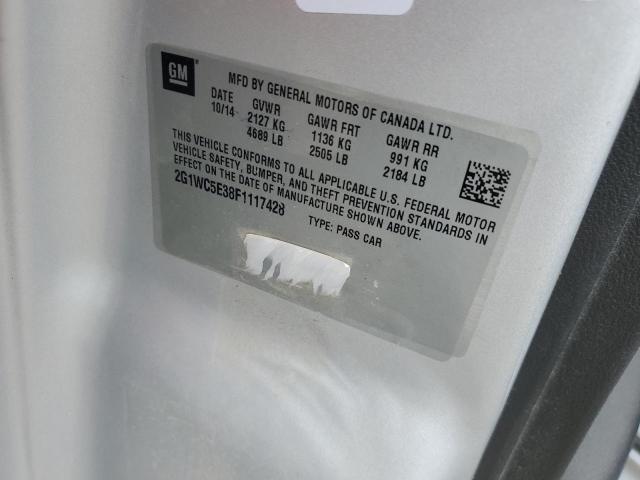 GM
MFD BY GENERAL MOTORS OF CANADA LTD.
DATE GVWR GAWR FRT GAWR RR
10/14 2127 KG 1136 KG 991 KG
4689 LB 2505 LB 2184 LB
THIS VEHICLE CONFORMS TO ALL APPLICABLE U.S. FEDERAL MOTOR
VEHICLE SAFETY, BUMPER, AND THEFT PREVENTION STANDARDS IN
EFFECT ON THE DATE OF MANUFACTURE SHOWN ABOVE.
2G1WC5E38F1117428 TYPE: PASS CAR